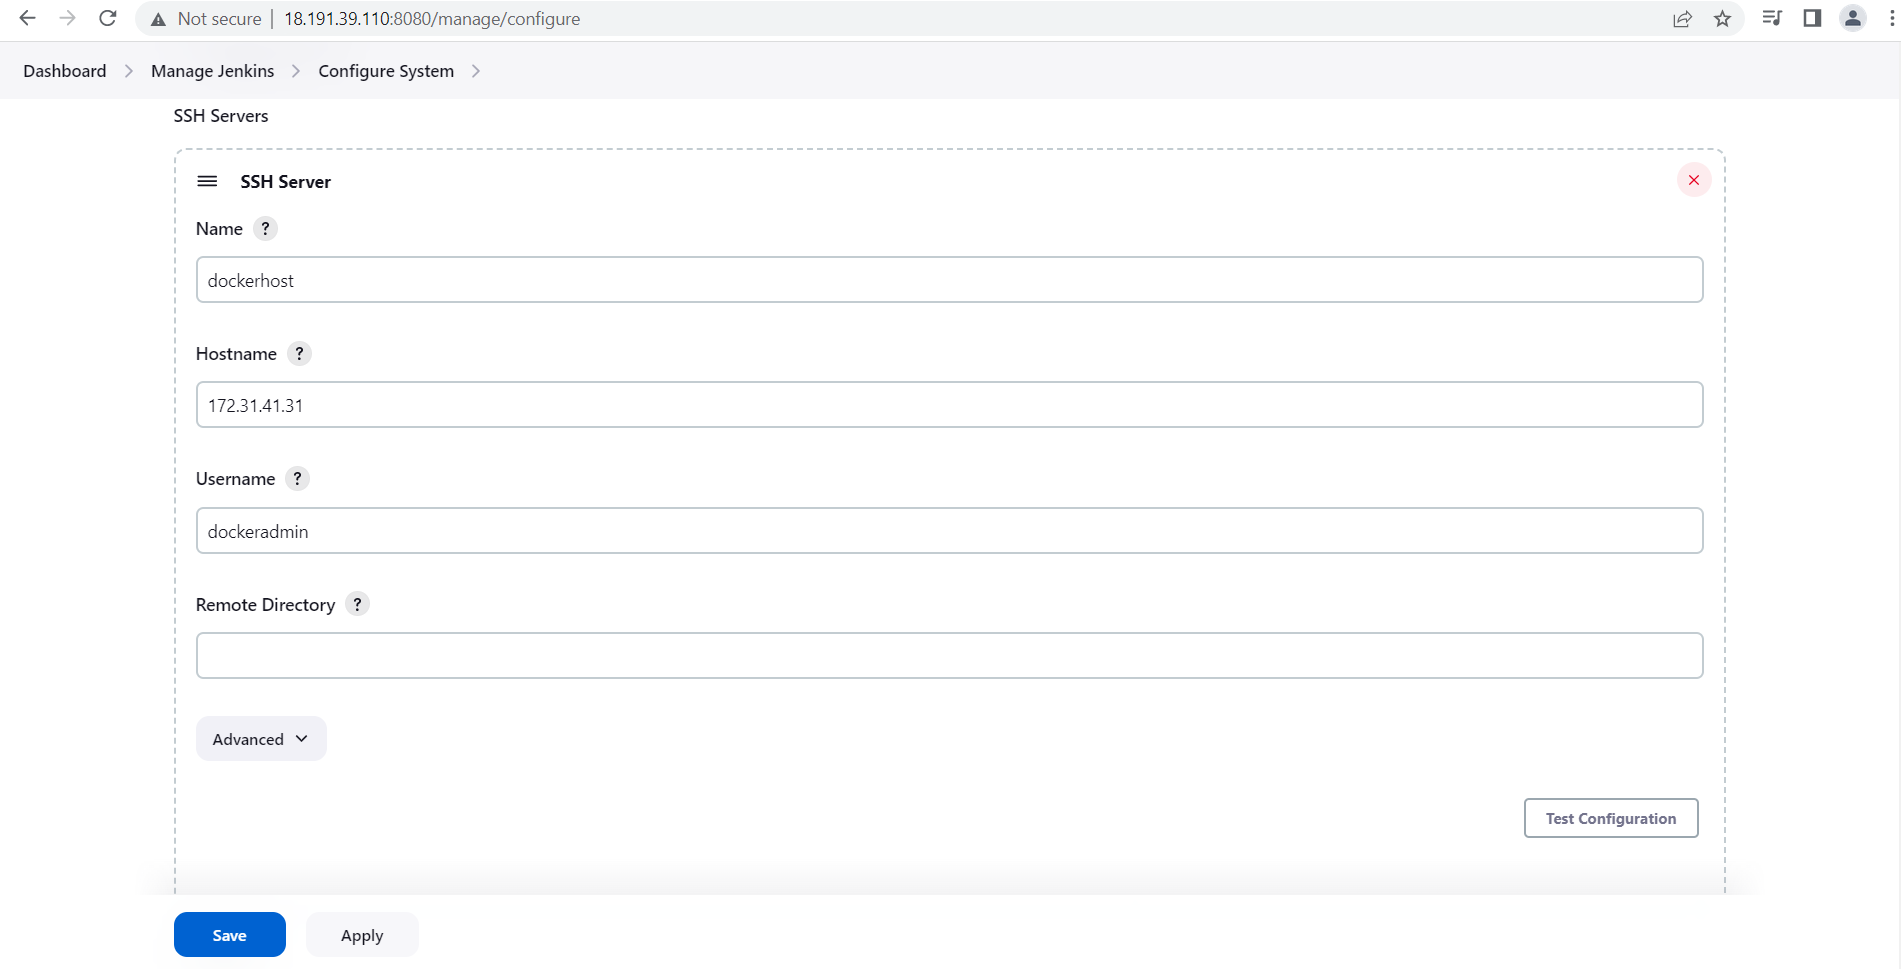 Not secure | 18.191.39.110:8080/manage/configure
Dashboard > Manage Jenkins > Configure System >
SSH Servers
SSH Server
Name ?
dockerhost
Hostname ?
172.31.41.31
Username ?
dockeradmin
Remote Directory ?
Advanced
Test Configuration
Save Apply